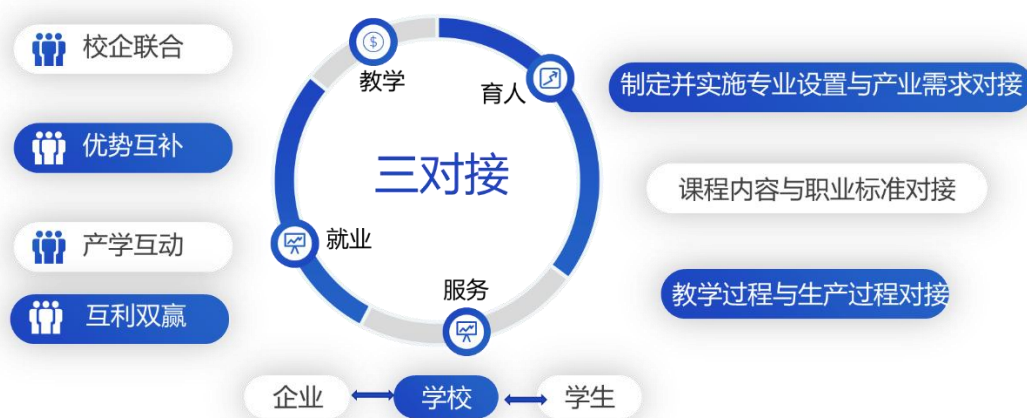 校企联合
优势互补
产学互动
互利双赢
教学
育人
三对接
就业
服务
制定并实施专业设置与产业需求对接
课程内容与职业标准对接
教学过程与生产过程对接
企业
学校
学生